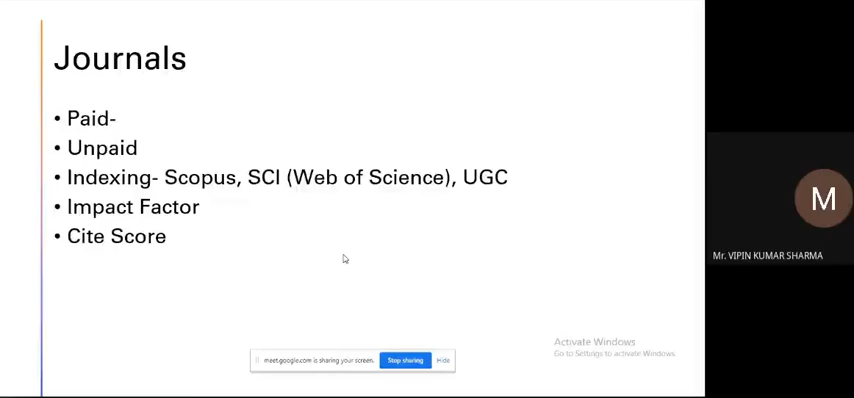 Journals
• Paid-
• Unpaid
• Indexing- Scopus, SCI (Web of Science), UGC
• Impact Factor
• Cite Score
M
Mr. VIPIN KUMAR SHARMA
Activate Windows
Go to Settings to activate Windows
meet.google.com is sharing your screen. Stop sharing Hide